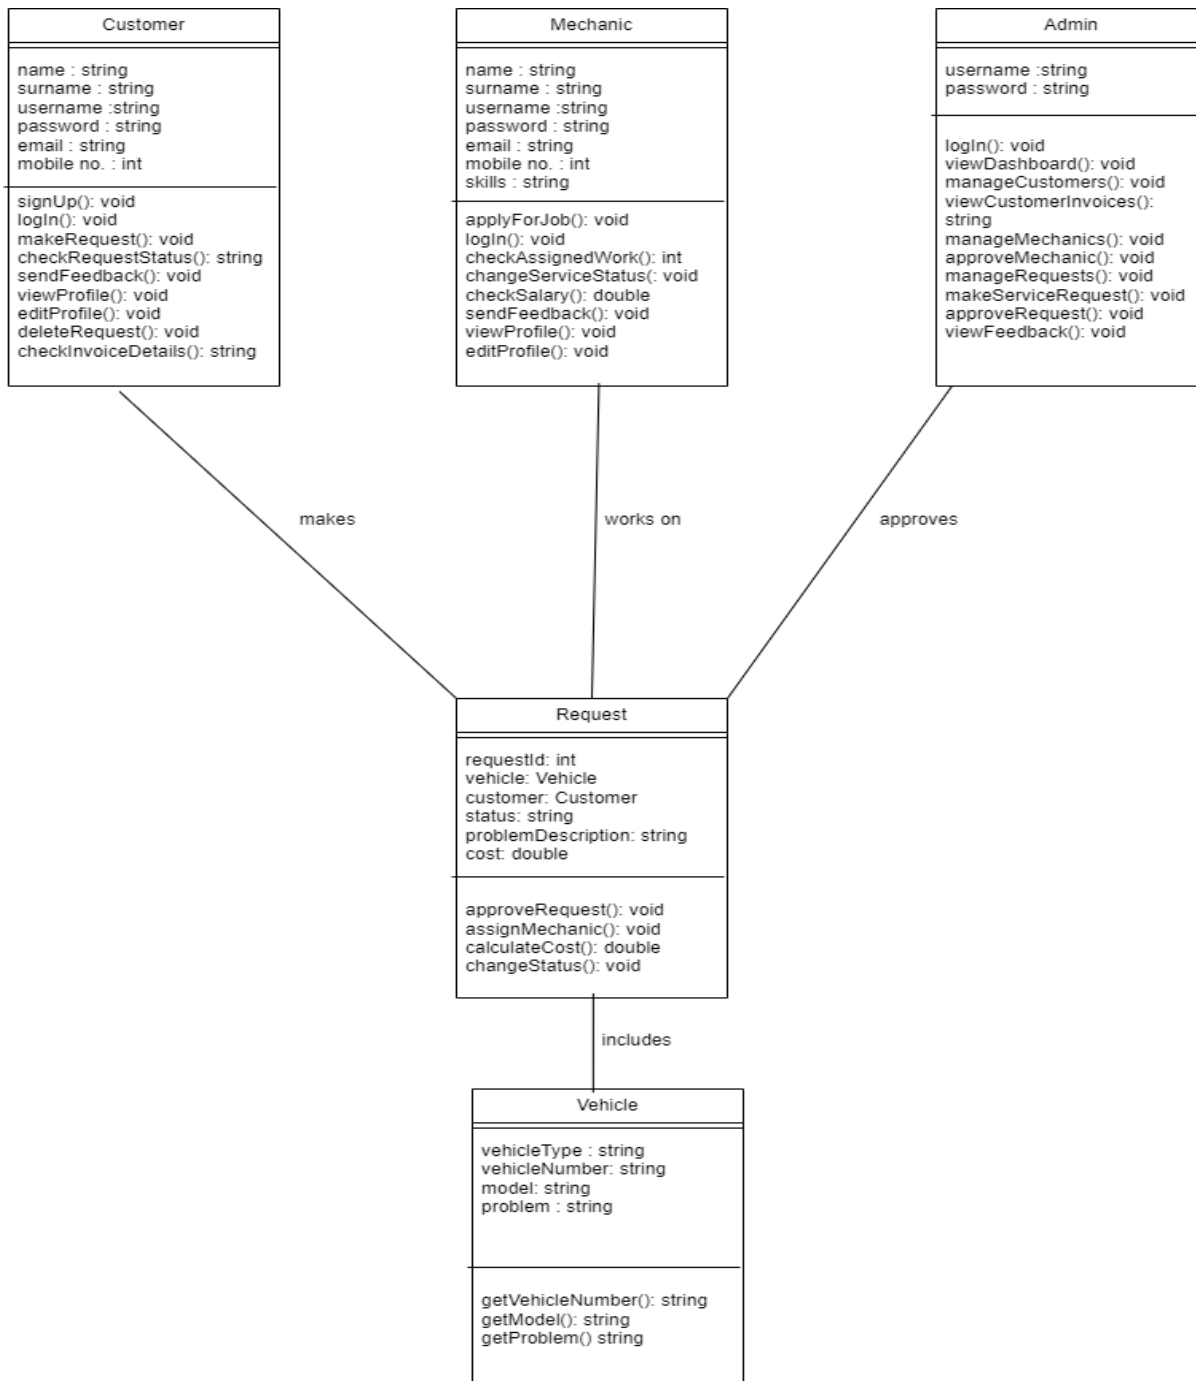 Customer
name : string
surname : string
username :string
password : string
email : string
mobile no. : int
signUp(): void
logIn(): void
makeRequest(): void
checkRequestStatus(): string
sendFeedback(): void
viewProfile(): void
editProfile(): void
deleteRequest(): void
checkInvoiceDetails(): string
Mechanic
name : string
surname : string
username :string
password : string
email : string
mobile no. : int
skills : string
applyForJob(): void
logIn(): void
checkAssignedWork(): int
changeServiceStatus(: void
checkSalary(): double
sendFeedback(): void
viewProfile(): void
editProfile(): void
Admin
username :string
password : string
logIn(): void
viewDashboard(): void
manageCustomers(): void
viewCustomerInvoices():
string
manageMechanics(): void
approveMechanic(): void
manageRequests(): void
makeServiceRequest(): void
approveRequest(): void
viewFeedback(): void
makes
works on
approves
Request
requestId: int
vehicle: Vehicle
customer: Customer
status: string
problemDescription: string
cost: double
approveRequest(): void
assignMechanic(): void
calculateCost(): double
changeStatus(): void
includes
Vehicle
vehicleType : string
vehicleNumber: string
model: string
problem : string
getVehicleNumber(): string
getModel(): string
getProblem() string